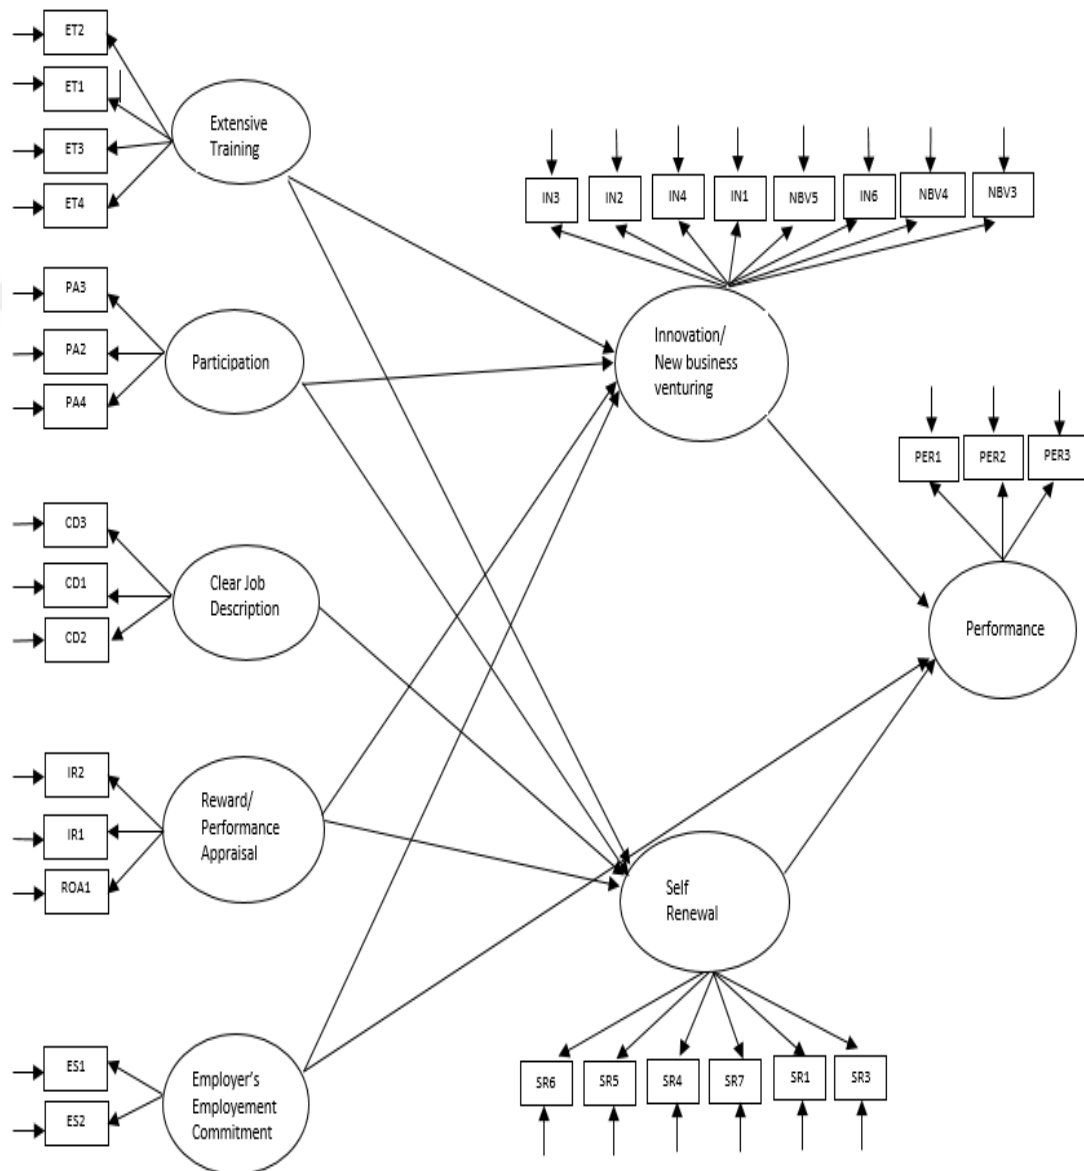 ET2
ET1
ET3
ET4
Extensive
Training
IN3
IN2
IN4
IN1
NBV5
IN6
NBV4
NBV3
PA3
PA2
PA4
Participation
Innovation/
New business
venturing
PER1
PER2
PER3
CD3
CD1
CD2
Clear Job
Description
Performance
IR2
IR1
ROA1
Reward/
Performance
Appraisal
Self
Renewal
ES1
ES2
Employer's
Employement
Commitment
SR6
SR5
SR4
SR7
SR1
SR3